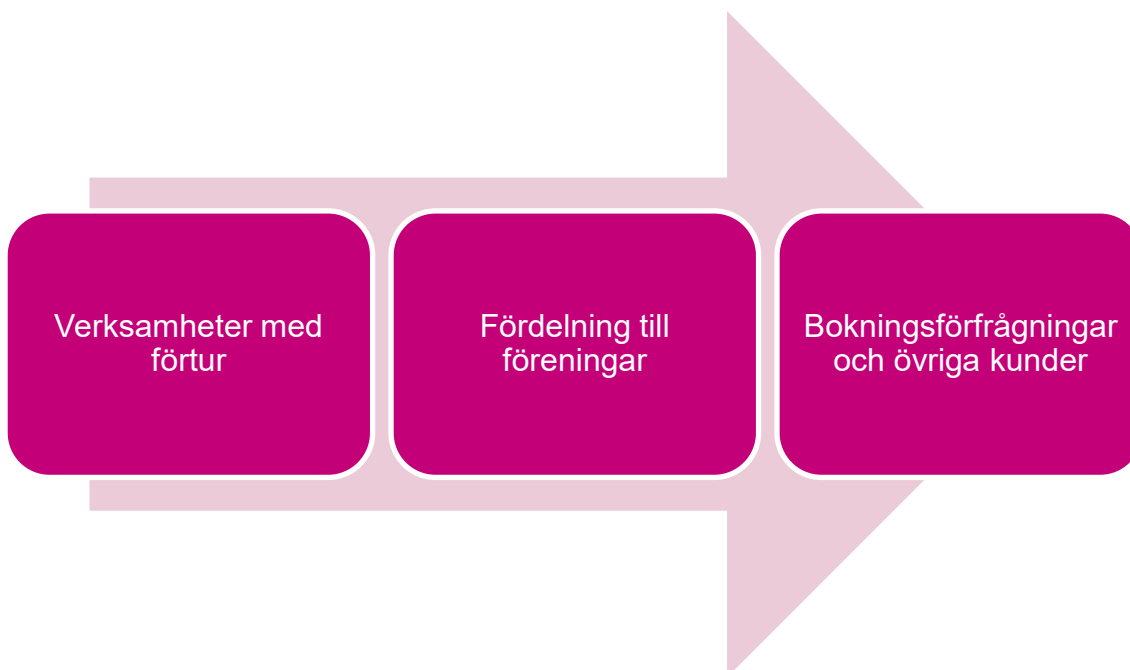 Verksamheter med
förtur
Fördelning till
föreningar
Bokningsförfrågningar
och övriga kunder